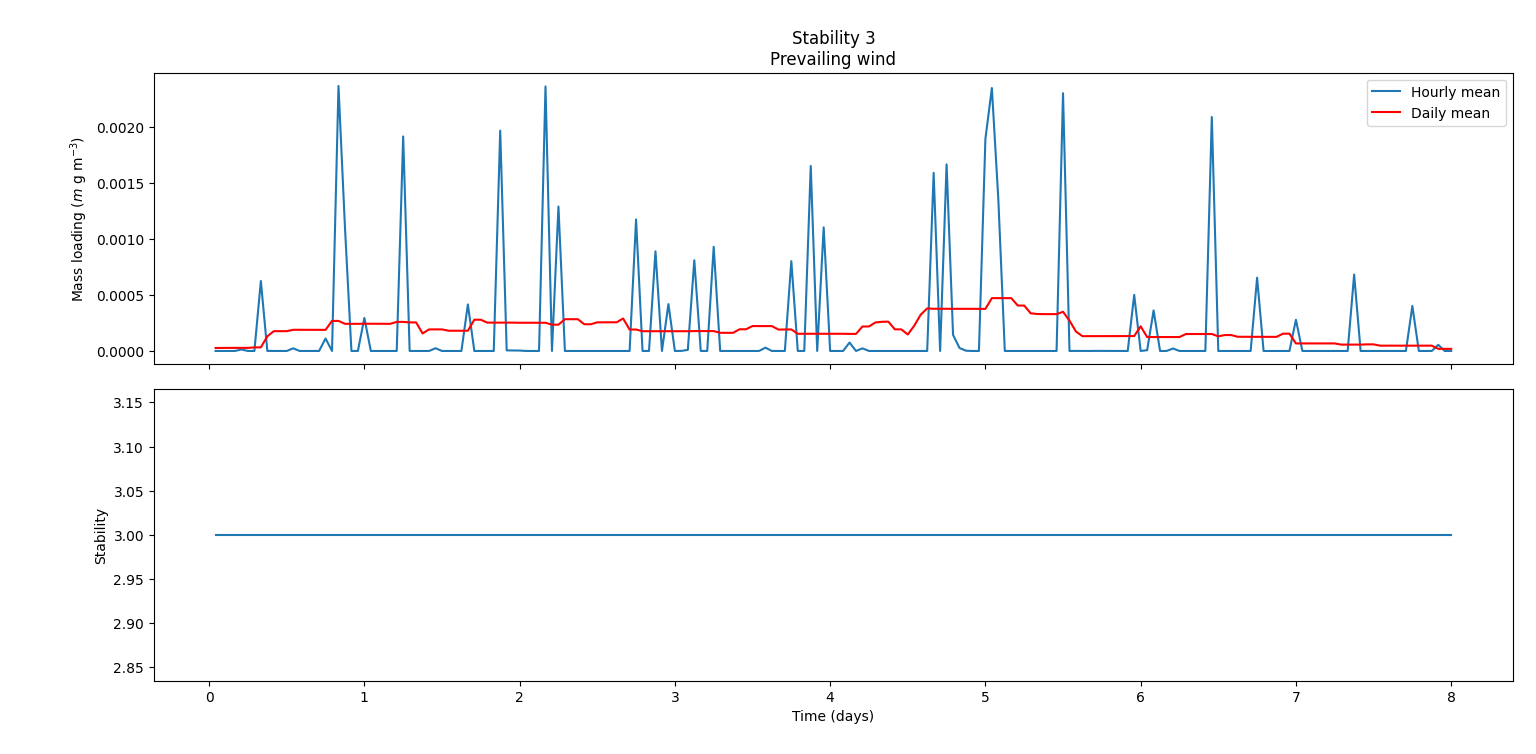 Stability 3
Prevailing wind
Mass loading (m g m⁻³)
0.0020
0.0015
0.0010
0.0005
0.0000
Hourly mean
Daily mean
Stability
3.15
3.10
3.05
3.00
2.95
2.90
2.85
0 1 2 3 4 5 6 7 8
Time (days)